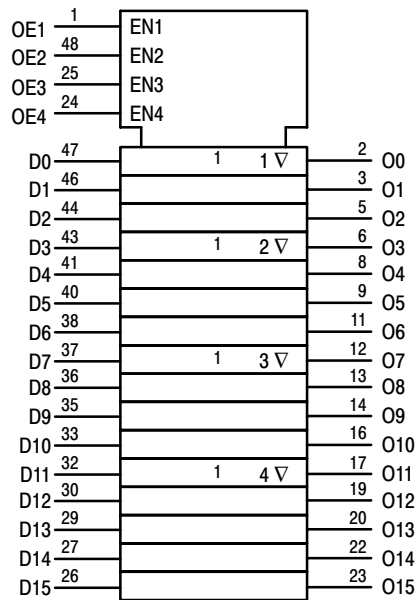 OE1 1 EN1
OE2 48 EN2
OE3 25 EN3
OE4 24 EN4
D0 47 1 1 ∇ 2 O0
D1 46 3 O1
D2 44 5 O2
D3 43 1 2 ∇ 6 O3
D4 41 8 O4
D5 40 9 O5
D6 38 11 O6
D7 37 1 3 ∇ 12 O7
D8 36 13 O8
D9 35 14 O9
D10 33 16 O10
D11 32 1 4 ∇ 17 O11
D12 30 19 O12
D13 29 20 O13
D14 27 22 O14
D15 26 23 O15